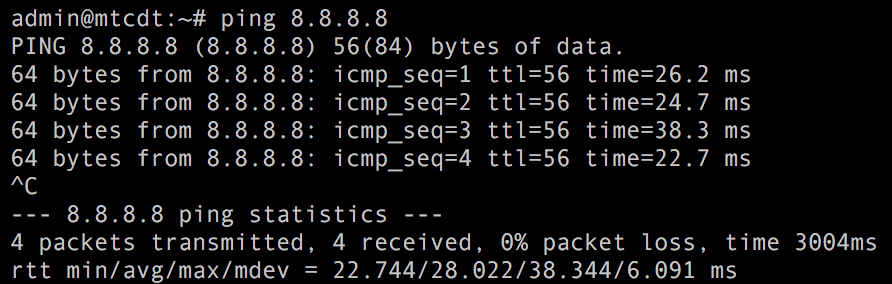 admin@mtcdt:~# ping 8.8.8.8
PING 8.8.8.8 (8.8.8.8) 56(84) bytes of data.
64 bytes from 8.8.8.8: icmp_seq=1 ttl=56 time=26.2 ms
64 bytes from 8.8.8.8: icmp_seq=2 ttl=56 time=24.7 ms
64 bytes from 8.8.8.8: icmp_seq=3 ttl=56 time=38.3 ms
64 bytes from 8.8.8.8: icmp_seq=4 ttl=56 time=22.7 ms
^C
--- 8.8.8.8 ping statistics ---
4 packets transmitted, 4 received, 0% packet loss, time 3004ms
rtt min/avg/max/mdev = 22.744/28.022/38.344/6.091 ms